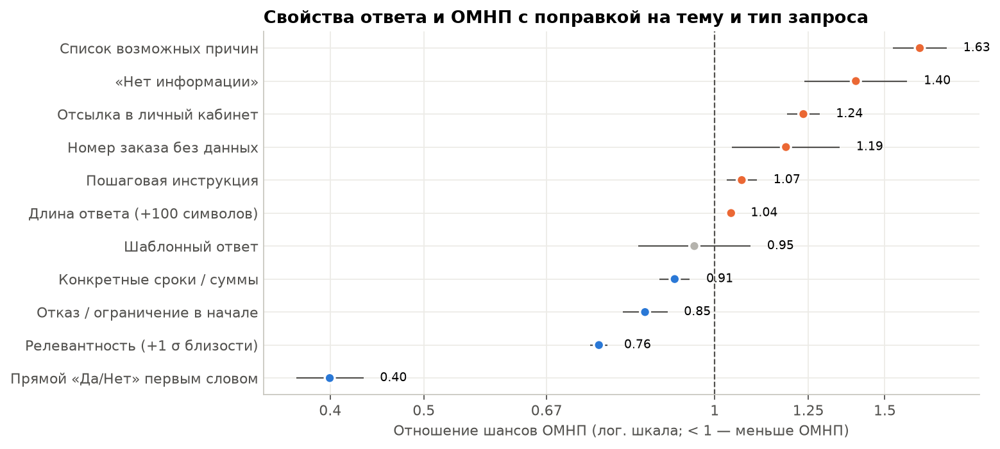 Свойства ответа и ОМНП с поправкой на тему и тип запроса
Список возможных причин 1.63
«Нет информации» 1.40
Отсылка в личный кабинет 1.24
Номер заказа без данных 1.19
Пошаговая инструкция 1.07
Длина ответа (+100 символов) 1.04
Шаблонный ответ 0.95
Конкретные сроки / суммы 0.91
Отказ / ограничение в начале 0.85
Релевантность (+1 σ близости) 0.76
Прямой «Да/Нет» первым словом 0.40
0.4 0.5 0.67 1 1.25 1.5
Отношение шансов ОМНП (лог. шкала; < 1 — меньше ОМНП)